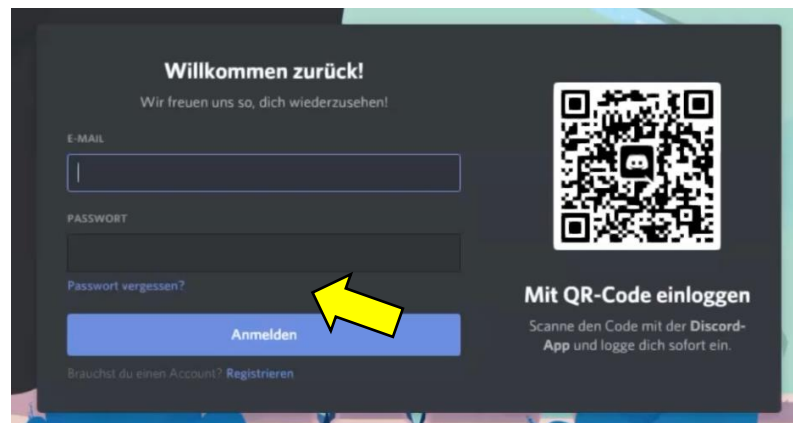 Willkommen zurück!
Wir freuen uns so, dich wiederzusehen!
E-MAIL
PASSWORT
Passwort vergessen?
Anmelden
Brauchst du einen Account? Registrieren
Mit QR-Code einloggen
Scanne den Code mit der Discord-
App und logge dich sofort ein.